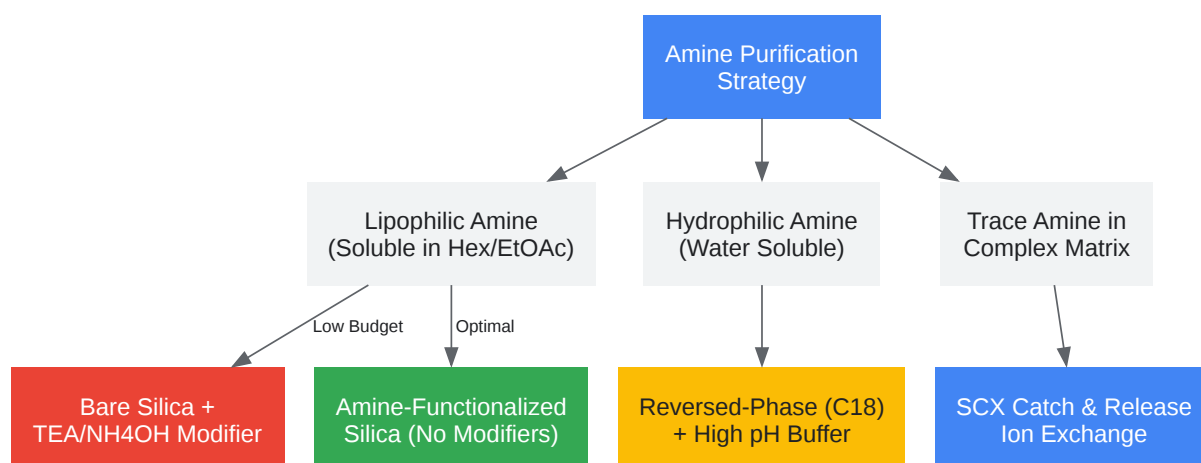 Amine Purification
Strategy
Lipophilic Amine
(Soluble in Hex/EtOAc)
Hydrophilic Amine
(Water Soluble)
Trace Amine in
Complex Matrix
Low Budget
Optimal
Bare Silica +
TEA/NH4OH Modifier
Amine-Functionalized
Silica (No Modifiers)
Reversed-Phase (C18)
+ High pH Buffer
SCX Catch & Release
Ion Exchange